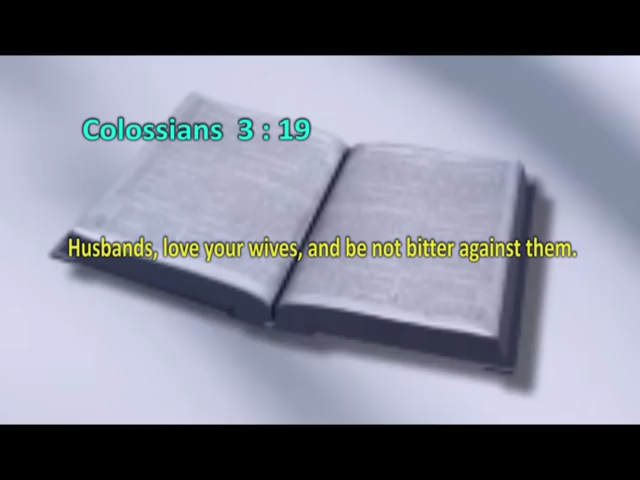 Colossians 3 : 19
Husbands, love your wives, and be not bitter against them.